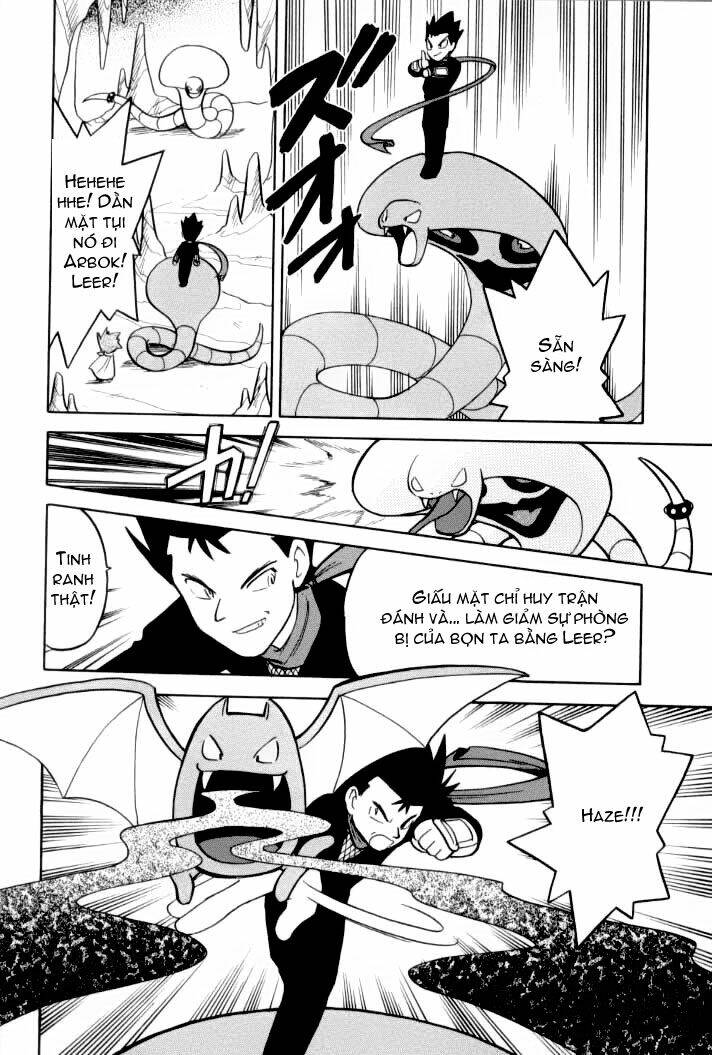 ズオオ
SẴN
SÀNG!
HEHEHE
HHE! DẰN
MẶT TỤI
NÓ ĐI
ARBOK!
LEER!
GIẤU MẶT CHỈ HUY TRẬN
ĐÁNH VÀ... LÀM GIẢM SỰ PHÒNG
BỊ CỦA BỌN TA BẰNG LEER?
TINH
RANH
THẬT!
HAZE!!!